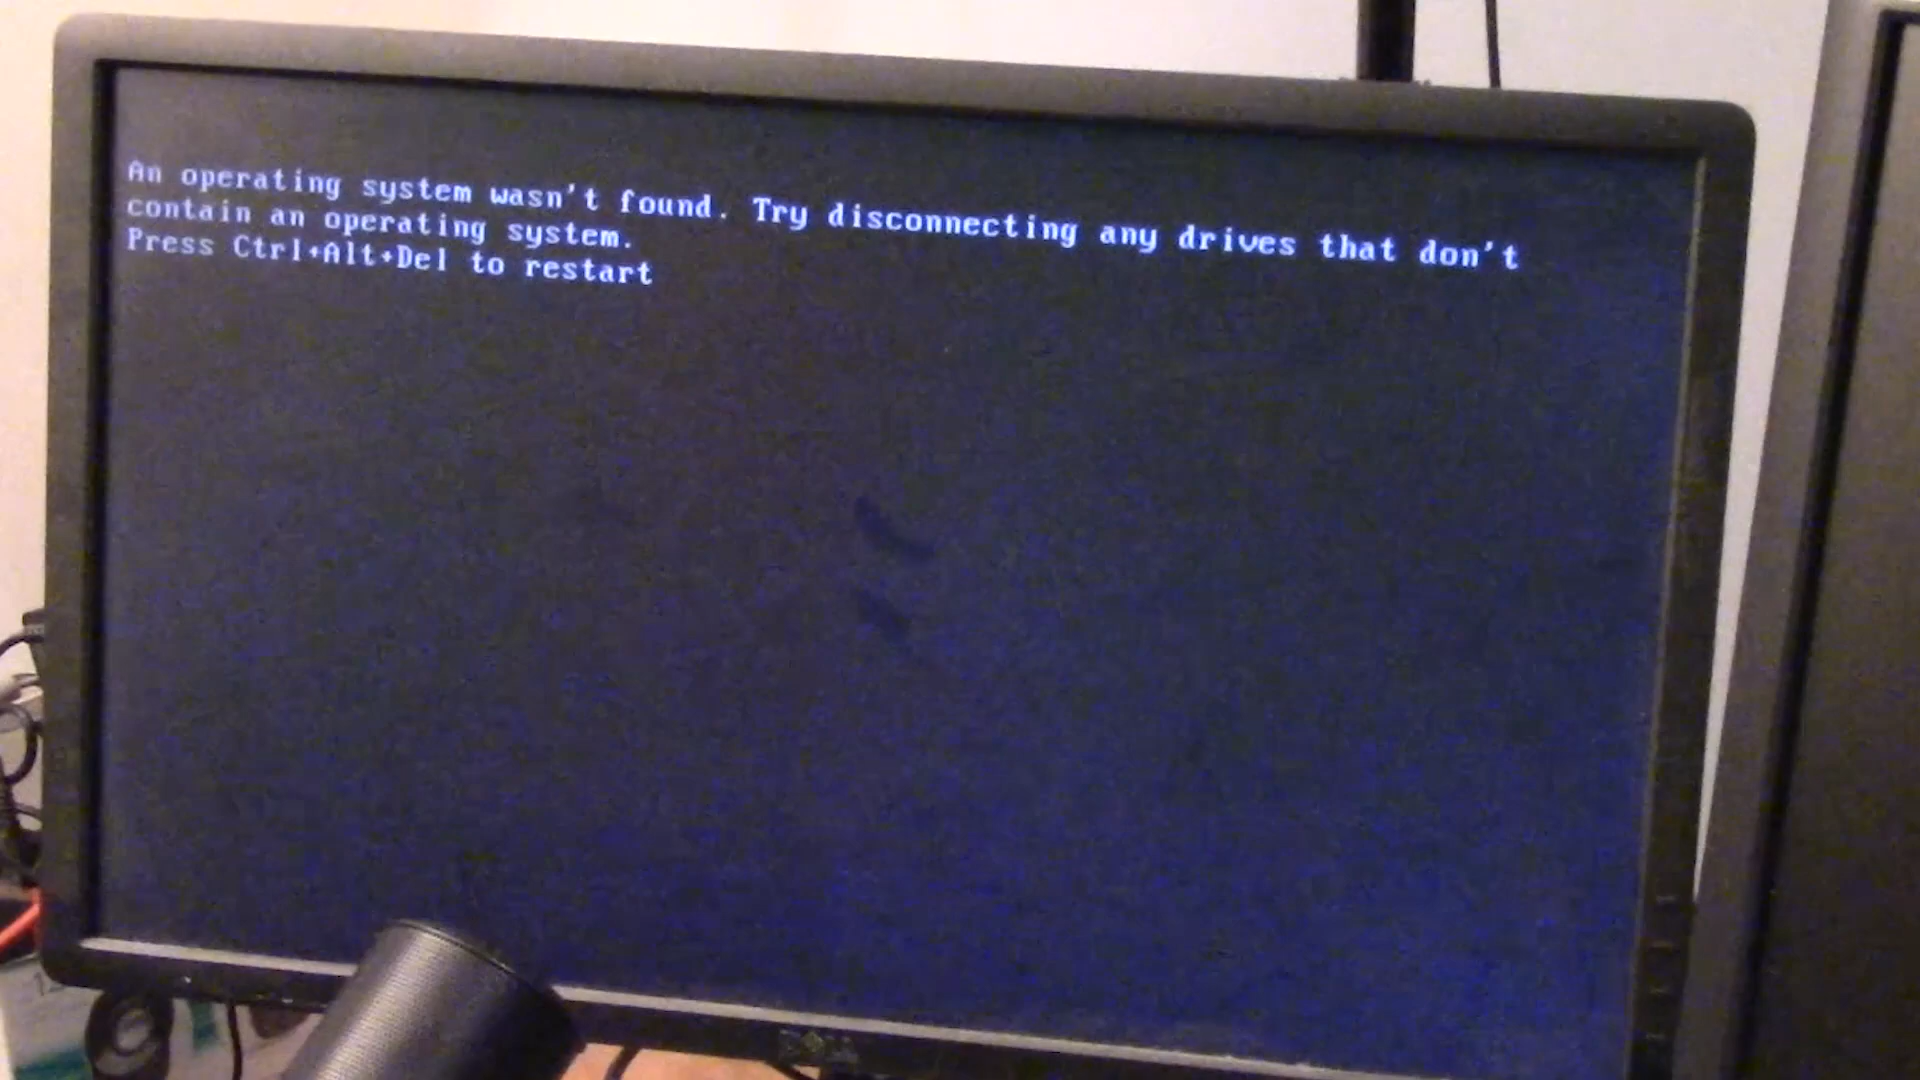 An operating system wasn't found. Try disconnecting any drives that don't
contain an operating system.
Press Ctrl+Alt+Del to restart